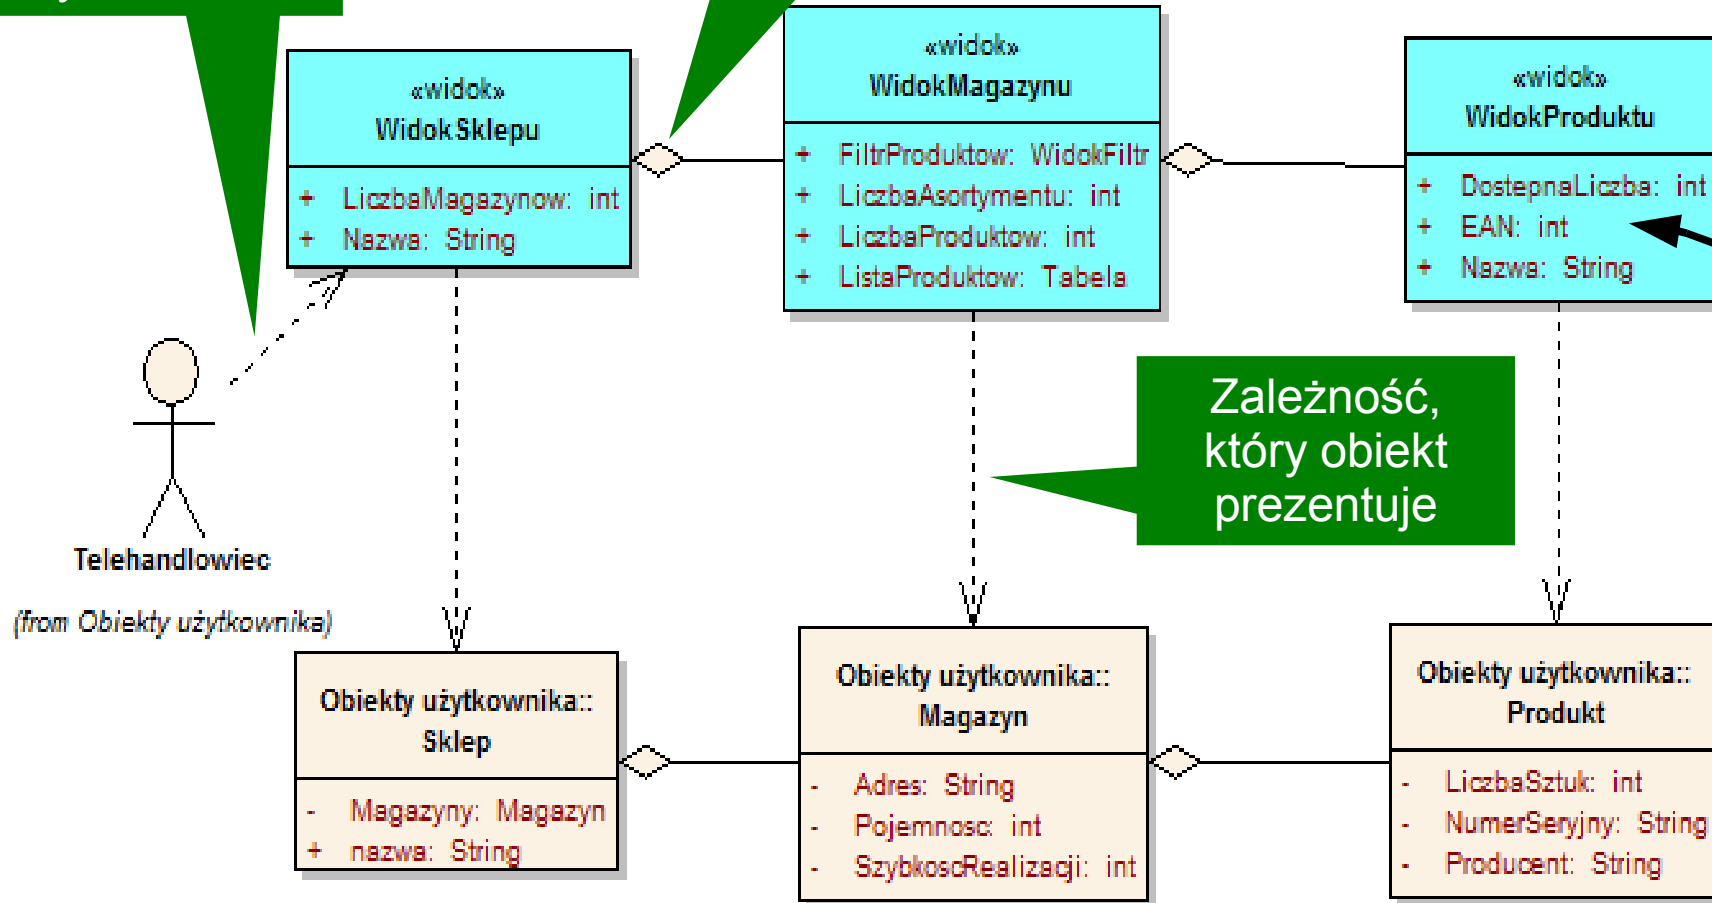 «widok»
WidokSklepu
+ LiczbaMagazynow: int
+ Nazwa: String
«widok»
WidokMagazynu
+ FiltrProduktow: WidokFiltr
+ LiczbaAsortymentu: int
+ LiczbaProduktow: int
+ ListaProduktow: Tabela
«widok»
WidokProduktu
+ DostepnaLiczba: int
+ EAN: int
+ Nazwa: String
Zależność,
który obiekt
prezentuje
Telehandlowiec
(from Obiekty użytkownika)
Obiekty użytkownika::
Sklep
- Magazyny: Magazyn
+ nazwa: String
Obiekty użytkownika::
Magazyn
- Adres: String
- Pojemnosc: int
- SzybkoscRealizacji: int
Obiekty użytkownika::
Produkt
- LiczbaSztuk: int
- NumerSeryjny: String
- Producent: String